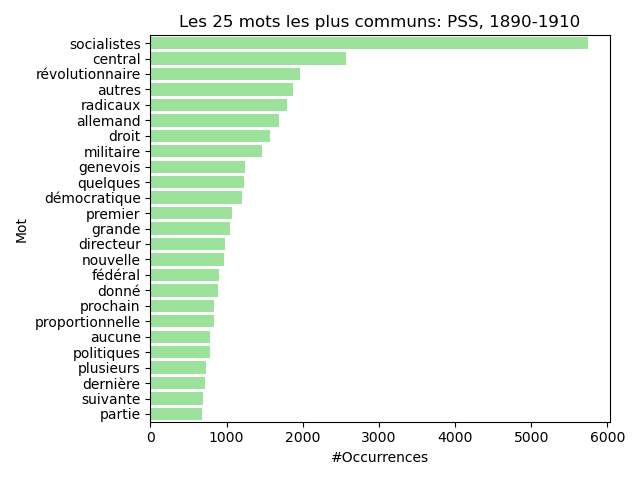 Les 25 mots les plus communs: PSS, 1890-1910
socialistes
central
révolutionnaire
autres
radicaux
allemand
droit
militaire
genevois
quelques
démocratique
premier
grande
directeur
nouvelle
fédéral
donné
prochain
proportionnelle
aucune
politiques
plusieurs
dernière
suivante
partie
Mot
0 1000 2000 3000 4000 5000 6000
#Occurrences